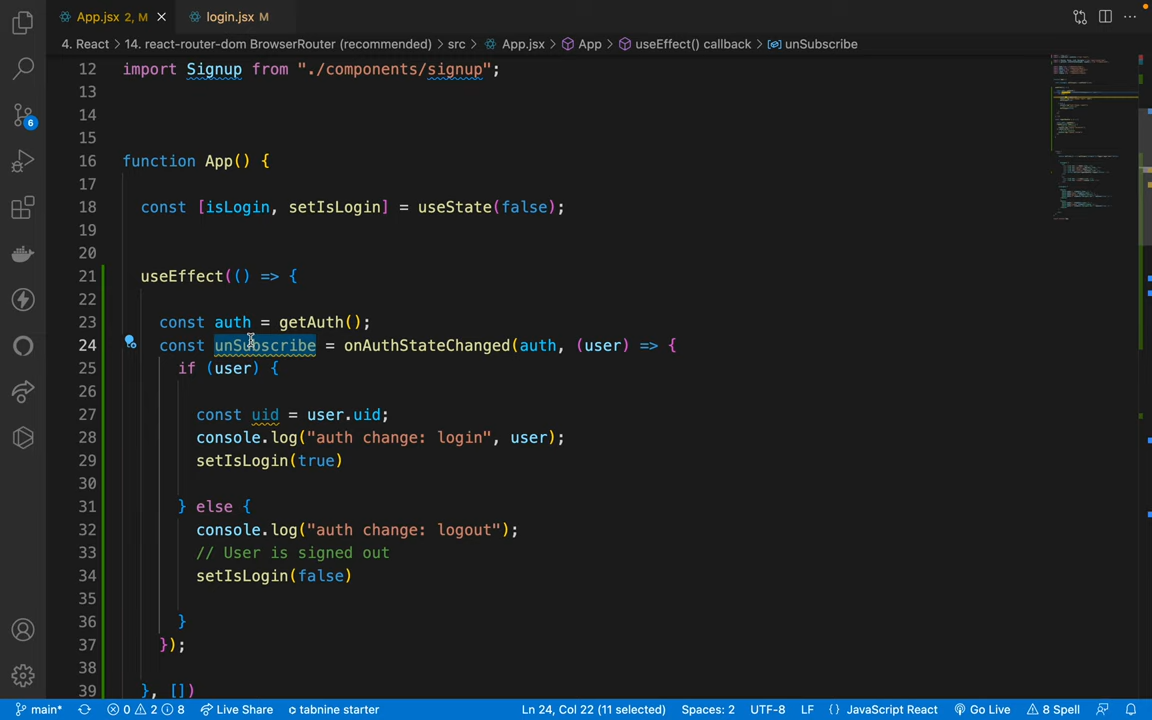 App.jsx 2, M
login.jsx M
4. React > 14. react-router-dom BrowserRouter (recommended) > src > App.jsx > App > useEffect() callback > unSubscribe
12 import Signup from "./components/signup";
13
14
15
16 function App() {
17
18 const [isLogin, setIsLogin] = useState(false);
19
20
21 useEffect(() => {
22
23 const auth = getAuth();
24 const unSubscribe = onAuthStateChanged(auth, (user) => {
25 if (user) {
26
27 const uid = user.uid;
28 console.log("auth change: login", user);
29 setIsLogin(true)
30
31 } else {
32 console.log("auth change: logout");
33 // User is signed out
34 setIsLogin(false)
35
36 }
37 });
38
39 }, [])
6
main* 0 2 8 Live Share tabnine starter Ln 24, Col 22 (11 selected) Spaces: 2 UTF-8 LF {} JavaScript React Go Live 8 Spell